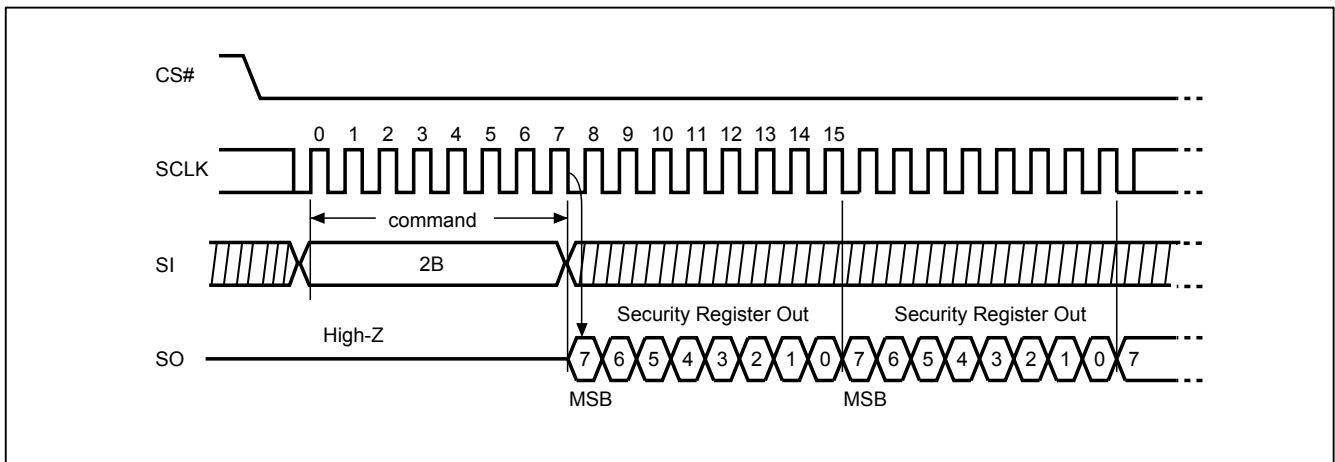 CS#
0 1 2 3 4 5 6 7 8 9 10 11 12 13 14 15
SCLK
command
SI
2B
Security Register Out Security Register Out
High-Z
SO
7 6 5 4 3 2 1 0 7 6 5 4 3 2 1 0 7
MSB MSB